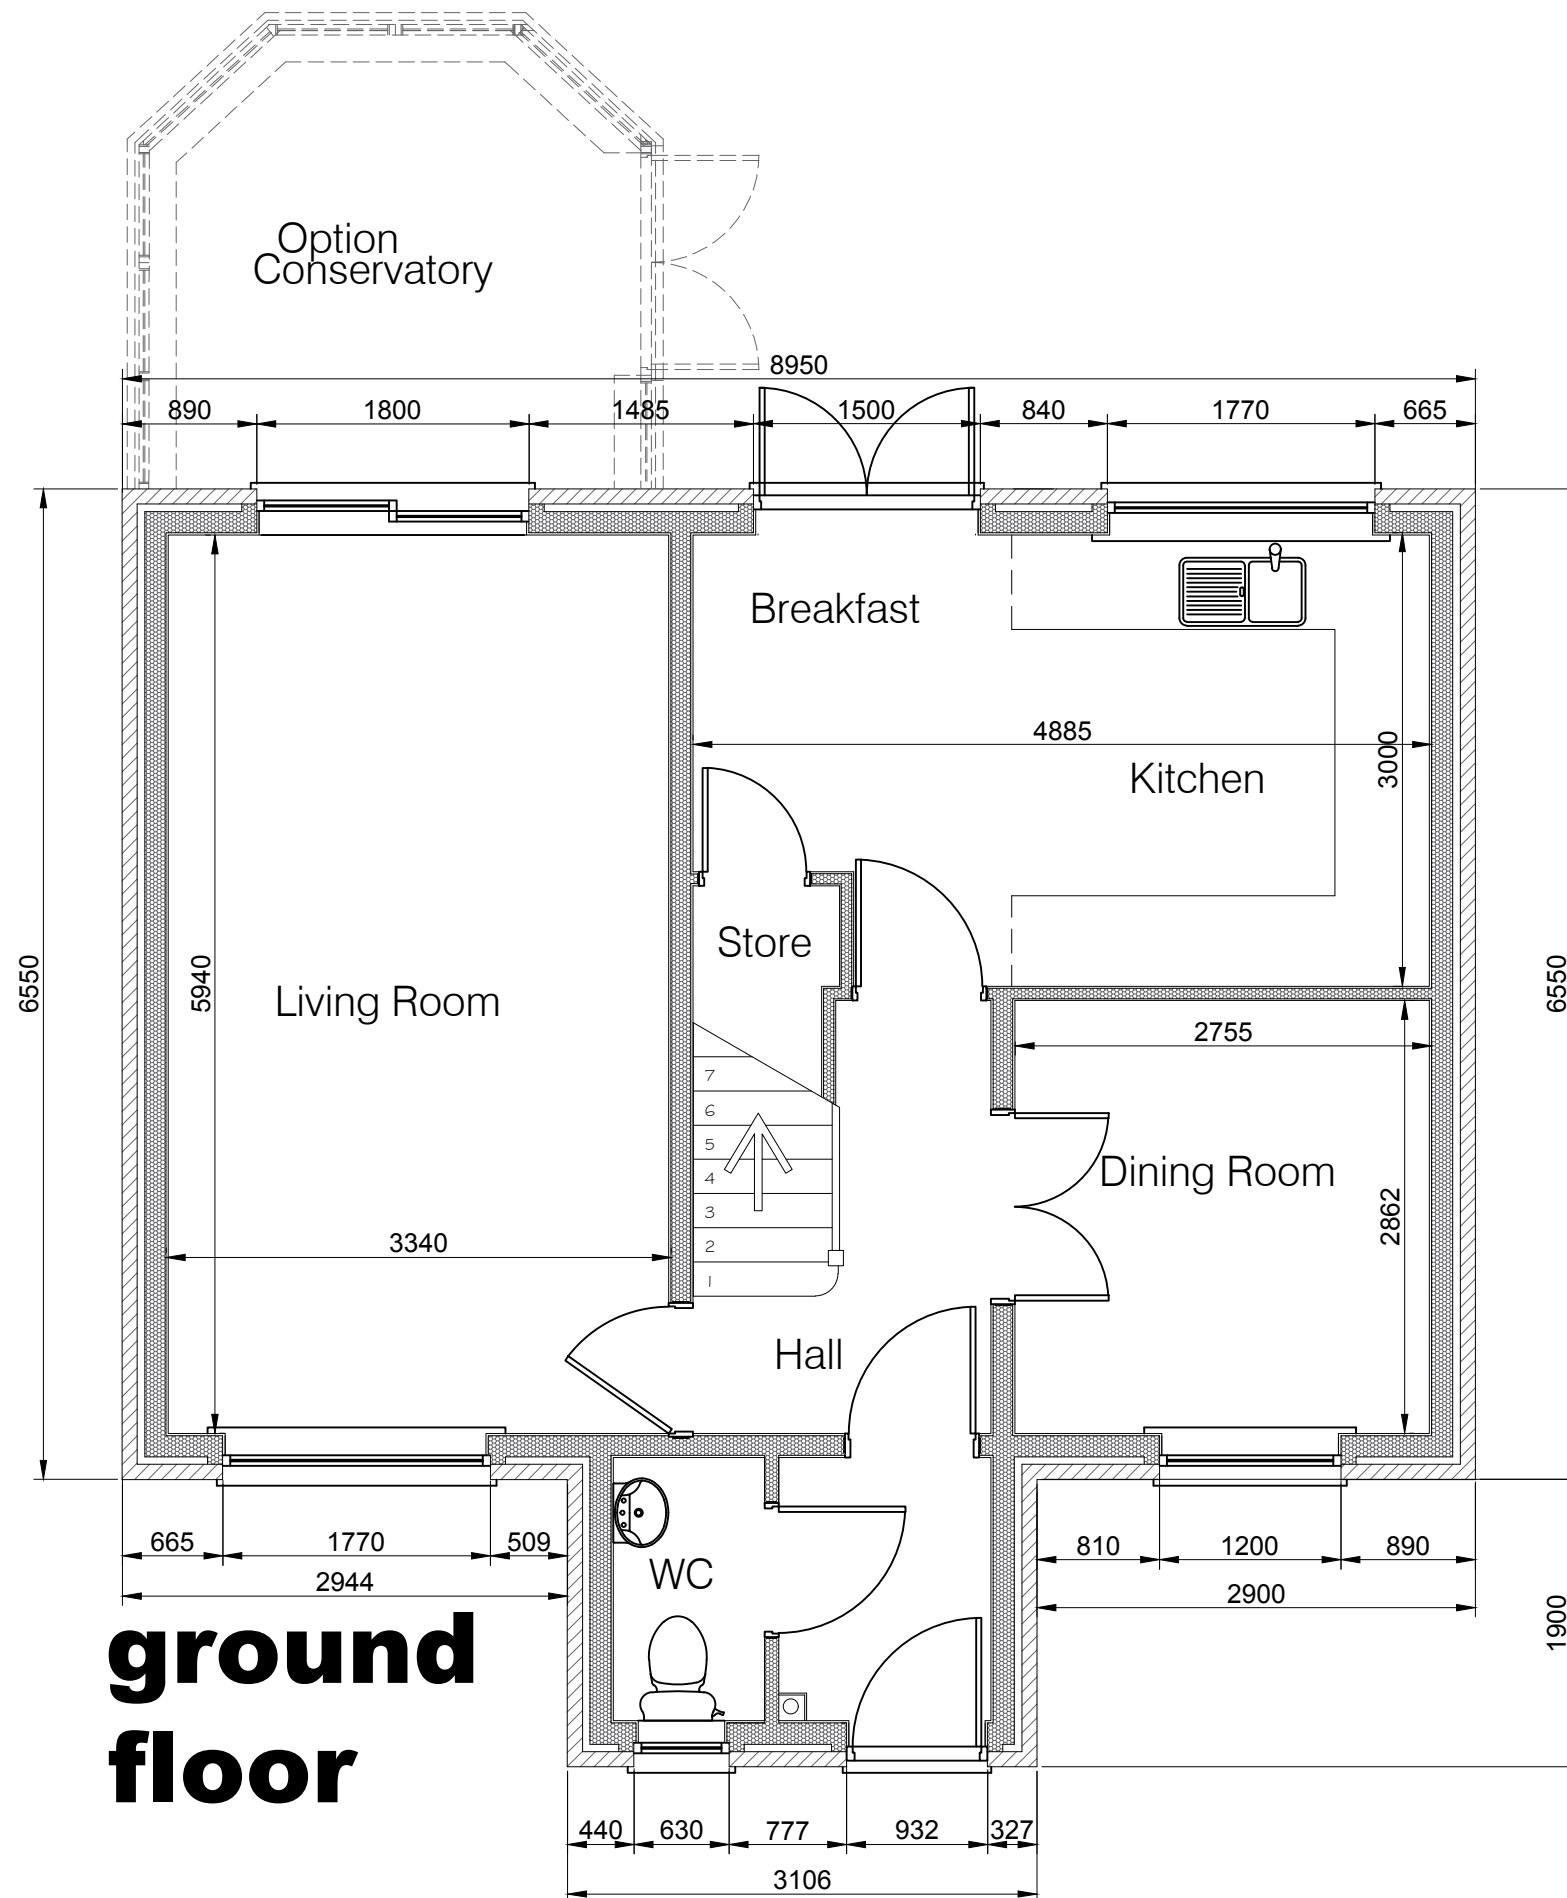 Option
Conservatory
8950
890 1800 1485 1500 840 1770 665
Breakfast
4885
3000
Kitchen
Store
6550
5940
6550
Living Room
2755
7
6
5
4
3
2
1
Dining Room
2862
3340
Hall
665 1770 509
2944
810 1200 890
2900
WC
1900
ground
floor
440 630 777 932 327
3106